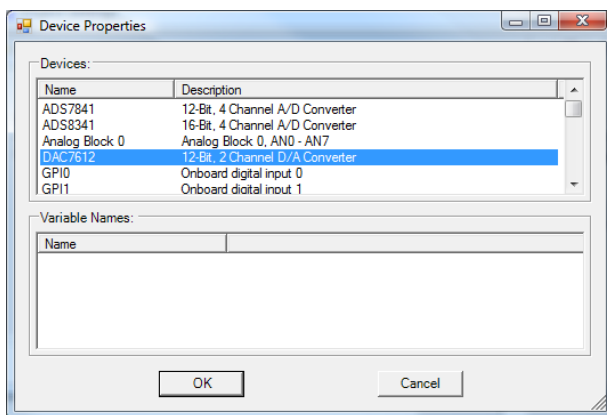 Device Properties
Devices:
Name Description
ADS7841 12-Bit, 4 Channel A/D Converter
ADS8341 16-Bit, 4 Channel A/D Converter
Analog Block 0 Analog Block 0, AN0 - AN7
DAC7612 12-Bit, 2 Channel D/A Converter
GPI0 Onboard digital input 0
GPI1 Onboard digital input 1
Variable Names:
Name
OK Cancel